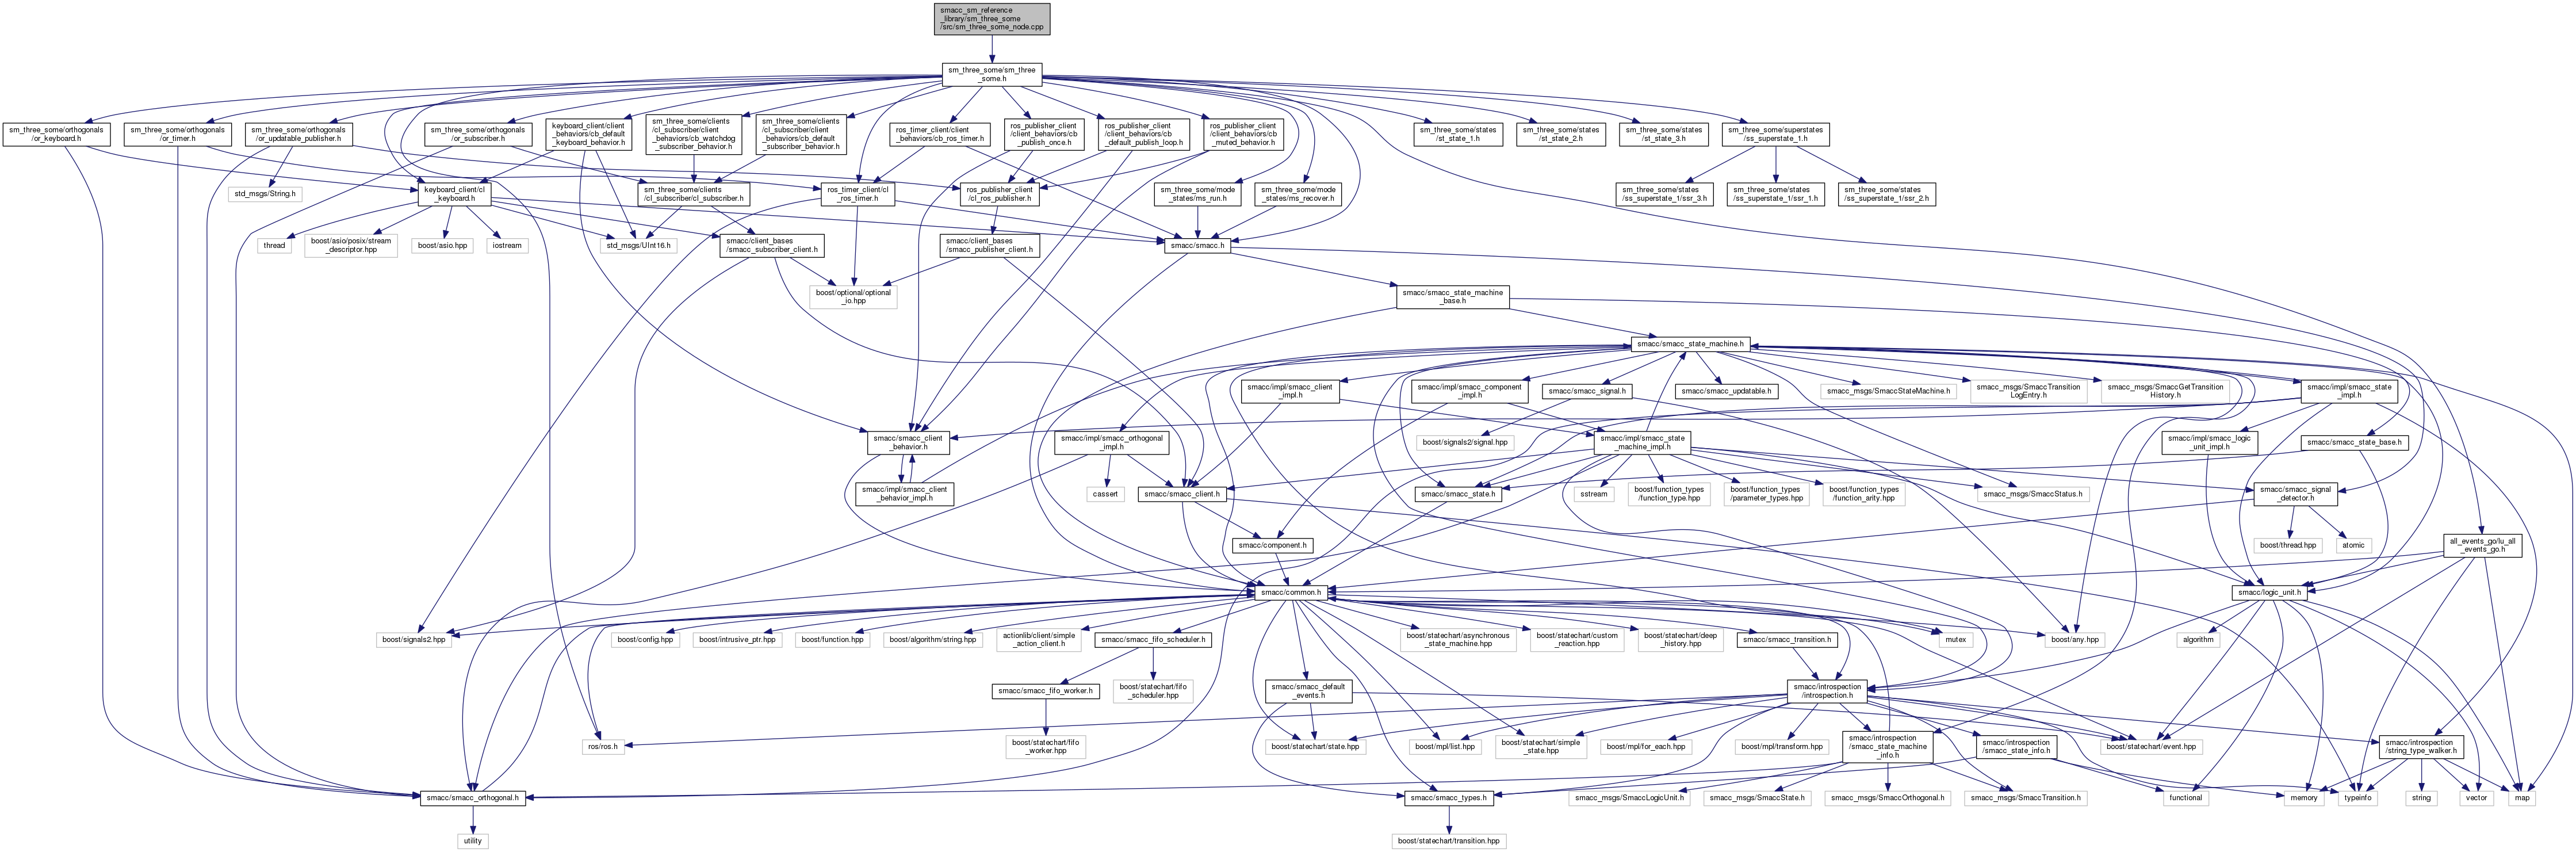 smacc_sm_reference
_library/sm_three_some
/src/sm_three_some_node.cpp
sm_three_some/sm_three
_some.h
sm_three_some/orthogonals
/or_keyboard.h
sm_three_some/orthogonals
/or_timer.h
sm_three_some/orthogonals
/or_updatable_publisher.h
sm_three_some/orthogonals
/or_subscriber.h
keyboard_client/client
_behaviors/cb_default
_keyboard_behavior.h
sm_three_some/clients
/cl_subscriber/client
_behaviors/cb_watchdog
_subscriber_behavior.h
sm_three_some/clients
/cl_subscriber/client
_behaviors/cb_default
_subscriber_behavior.h
ros_timer_client/client
_behaviors/cb_ros_timer.h
ros_publisher_client
/client_behaviors/cb
_publish_once.h
ros_publisher_client
/client_behaviors/cb
_default_publish_loop.h
ros_publisher_client
/client_behaviors/cb
_muted_behavior.h
sm_three_some/states
/st_state_1.h
sm_three_some/states
/st_state_2.h
sm_three_some/states
/st_state_3.h
sm_three_some/superstates
/ss_superstate_1.h
std_msgs/String.h
keyboard_client/cl
_keyboard.h
sm_three_some/clients
/cl_subscriber/cl_subscriber.h
ros_timer_client/cl
_ros_timer.h
ros_publisher_client
/cl_ros_publisher.h
sm_three_some/mode
_states/ms_run.h
sm_three_some/mode
_states/ms_recover.h
sm_three_some/states
/ss_superstate_1/ssr_3.h
sm_three_some/states
/ss_superstate_1/ssr_1.h
sm_three_some/states
/ss_superstate_1/ssr_2.h
thread
boost/asio/posix/stream
_descriptor.hpp
boost/asio.hpp
iostream
std_msgs/UInt16.h
smacc/client_bases
/smacc_subscriber_client.h
smacc/client_bases
/smacc_publisher_client.h
smacc/smacc.h
boost/optional/optional
_io.hpp
smacc/smacc_state_machine
_base.h
smacc/smacc_state_machine.h
smacc/impl/smacc_client
_impl.h
smacc/impl/smacc_component
_impl.h
smacc/smacc_signal.h
smacc/smacc_updatable.h
smacc_msgs/SmaccStateMachine.h
smacc_msgs/SmaccTransition
LogEntry.h
smacc_msgs/SmaccGetTransition
History.h
smacc/impl/smacc_state
_impl.h
smacc/smacc_client
_behavior.h
smacc/impl/smacc_orthogonal
_impl.h
boost/signals2/signal.hpp
smacc/impl/smacc_state
_machine_impl.h
smacc/impl/smacc_logic
_unit_impl.h
smacc/smacc_state_base.h
smacc/impl/smacc_client
_behavior_impl.h
cassert
smacc/smacc_client.h
smacc/smacc_state.h
sstream
boost/function_types
/function_type.hpp
boost/function_types
/parameter_types.hpp
boost/function_types
/function_arity.hpp
smacc_msgs/SmaccStatus.h
smacc/smacc_signal
_detector.h
smacc/component.h
boost/thread.hpp
atomic
all_events_go/lu_all
_events_go.h
smacc/common.h
smacc/logic_unit.h
boost/signals2.hpp
boost/config.hpp
boost/intrusive_ptr.hpp
boost/function.hpp
boost/algorithm/string.hpp
actionlib/client/simple
_action_client.h
smacc/smacc_fifo_scheduler.h
boost/statechart/asynchronous
_state_machine.hpp
boost/statechart/custom
_reaction.hpp
boost/statechart/deep
_history.hpp
smacc/smacc_transition.h
mutex
boost/any.hpp
algorithm
smacc/smacc_fifo_worker.h
boost/statechart/fifo
_scheduler.hpp
smacc/smacc_default
_events.h
smacc/introspection
/introspection.h
ros/ros.h
boost/statechart/fifo
_worker.hpp
boost/statechart/state.hpp
boost/mpl/list.hpp
boost/statechart/simple
_state.hpp
boost/mpl/for_each.hpp
boost/mpl/transform.hpp
smacc/introspection
/smacc_state_machine
_info.h
smacc/introspection
/smacc_state_info.h
boost/statechart/event.hpp
smacc/introspection
/string_type_walker.h
smacc/smacc_orthogonal.h
smacc/smacc_types.h
smacc_msgs/SmaccLogicUnit.h
smacc_msgs/SmaccState.h
smacc_msgs/SmaccOrthogonal.h
smacc_msgs/SmaccTransition.h
functional
memory
typeinfo
string
vector
map
utility
boost/statechart/transition.hpp